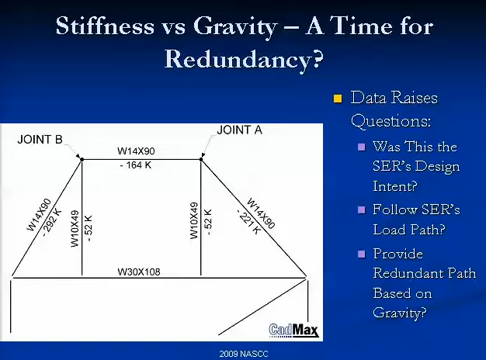 Stiffness vs Gravity – A Time for
Redundancy?
Data Raises
Questions:
Was This the
SER's Design
Intent?
Follow SER's
Load Path?
Provide
Redundant Path
Based on
Gravity?
JOINT B
JOINT A
W14X90
- 164 K
W14X90
- 292 K
W10X49
- 52 K
W10X49
- 52 K
W14X90
- 221 K
W30X108
CadMax
2009 NASCC